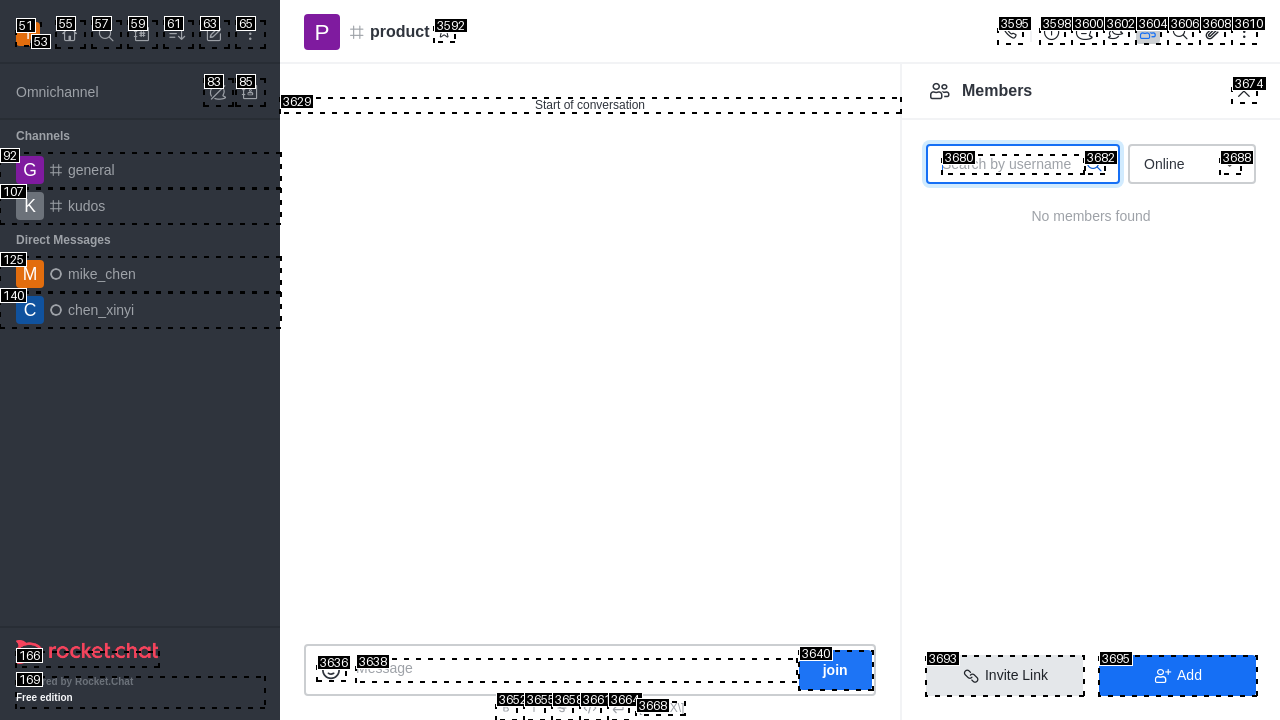 51
53
55
57
59
61
63
65
P
product
3592
3595
3598
3600
3602
3604
3606
3608
3610
Omnichannel
83
85
3629
Start of conversation
Members
3674
Channels
92
G
general
107
K
kudos
3680
Search by username
3682
Online
3688
No members found
Direct Messages
125
M
mike_chen
140
C
chen_xinyi
3636
3638
Message
3640
join
3652
3655
3658
3661
3664
3668
3693
Invite Link
3695
Add
166
rocket.chat
169
ed by Rocket.Chat
Free edition